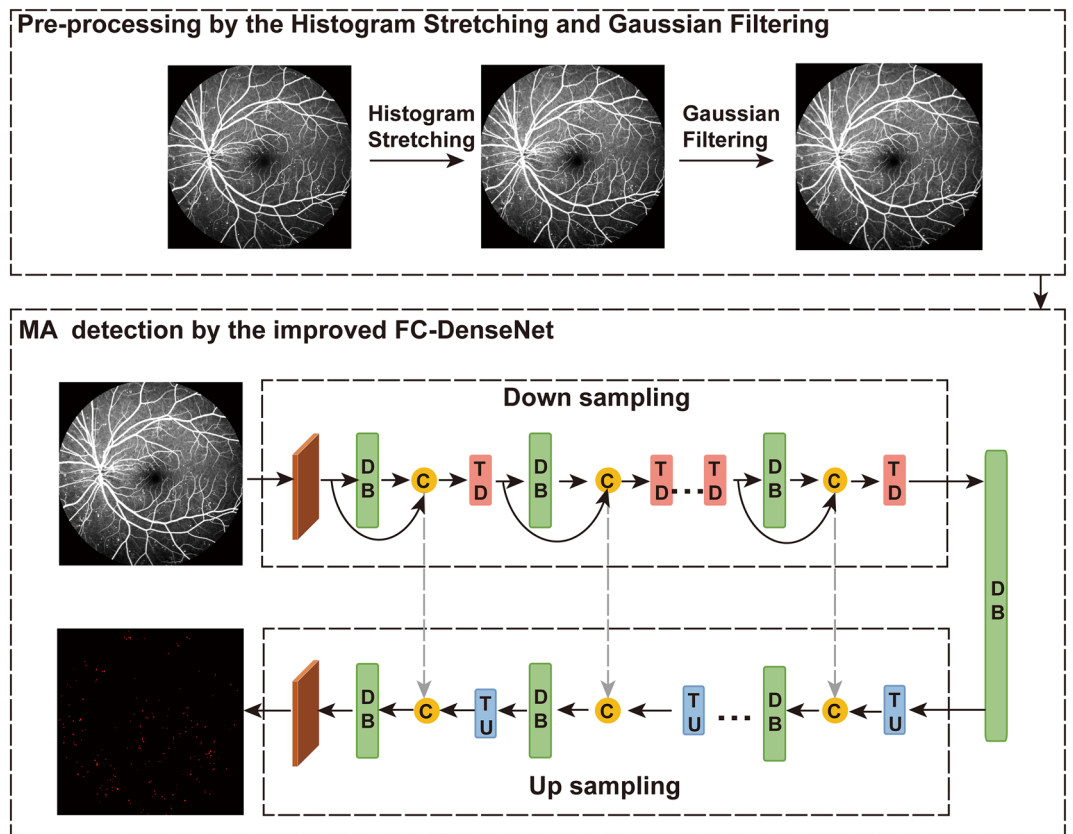 Pre-processing by the Histogram Stretching and Gaussian Filtering
Histogram
Stretching
Gaussian
Filtering
MA detection by the improved FC-DenseNet
Down sampling
D
B
C
T
D
D
B
C
T
D
...
T
D
D
B
C
T
D
D
B
D
B
C
T
U
D
B
C
T
U
...
D
B
C
T
U
Up sampling